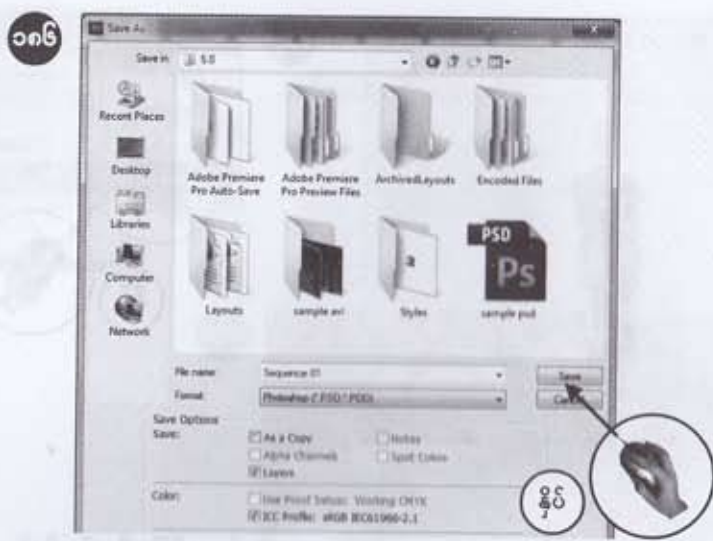 ၁၈၆
Save As
Save in: 5.0
Recent Places
Desktop
Libraries
Computer
Network
Adobe Premiere Pro Auto-Save
Adobe Premiere Pro Preview Files
ArchivedLayouts
Encoded Files
Layouts
sample avi
Styles
PSD
Ps
sample psd
File name: Sequence 01
Save
Format: Photoshop (*.PSD;*.PDD)
Cancel
Save Options
Save:
As a Copy
Notes
Alpha Channels
Spot Colors
Layers
Color:
Use Proof Setup: Working CMYK
ICC Profile: sRGB IEC61966-2.1
နှိပ်